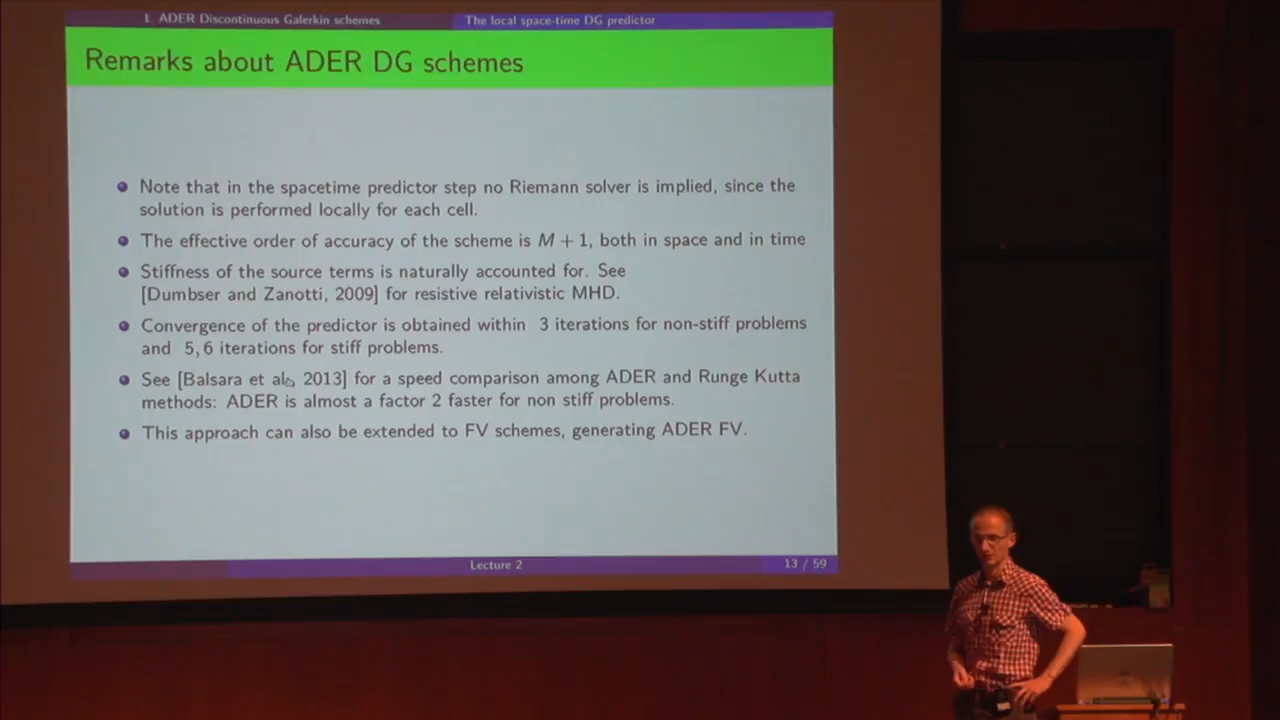 1. ADER Discontinuous Galerkin schemes The local space-time DG predictor
Remarks about ADER DG schemes
Note that in the spacetime predictor step no Riemann solver is implied, since the
solution is performed locally for each cell.
The effective order of accuracy of the scheme is M + 1, both in space and in time
Stiffness of the source terms is naturally accounted for. See
[Dumbser and Zanotti, 2009] for resistive relativistic MHD.
Convergence of the predictor is obtained within 3 iterations for non-stiff problems
and 5, 6 iterations for stiff problems.
See [Balsara et al., 2013] for a speed comparison among ADER and Runge Kutta
methods: ADER is almost a factor 2 faster for non stiff problems.
This approach can also be extended to FV schemes, generating ADER FV.
Lecture 2 13 / 59